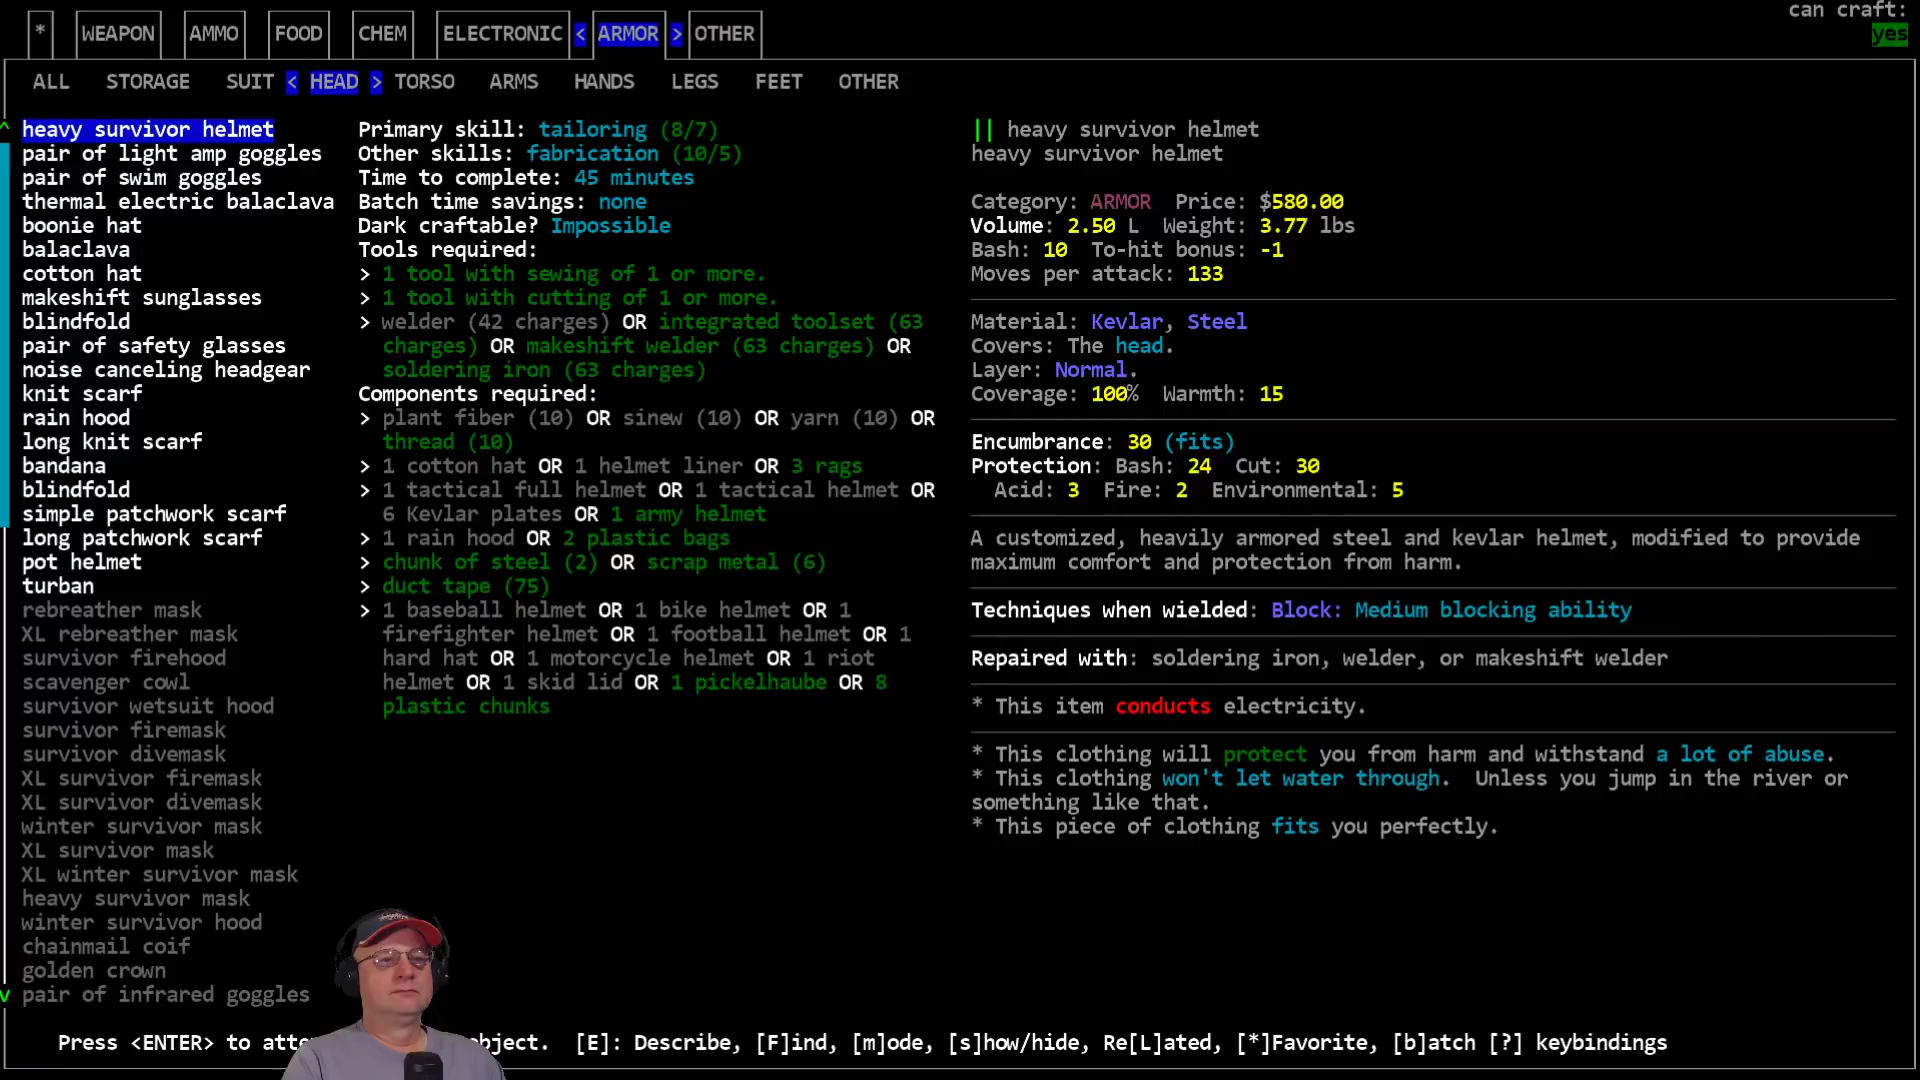 can craft:
yes
* WEAPON AMMO FOOD CHEM ELECTRONIC < ARMOR > OTHER
ALL STORAGE SUIT < HEAD > TORSO ARMS HANDS LEGS FEET OTHER
heavy survivor helmet
pair of light amp goggles
pair of swim goggles
thermal electric balaclava
boonie hat
balaclava
cotton hat
makeshift sunglasses
blindfold
pair of safety glasses
noise canceling headgear
knit scarf
rain hood
long knit scarf
bandana
blindfold
simple patchwork scarf
long patchwork scarf
pot helmet
turban
rebreather mask
XL rebreather mask
survivor firehood
scavenger cowl
survivor wetsuit hood
survivor firemask
survivor divemask
XL survivor firemask
XL survivor divemask
winter survivor mask
XL survivor mask
XL winter survivor mask
heavy survivor mask
winter survivor hood
chainmail coif
golden crown
pair of infrared goggles
Primary skill: tailoring (8/7)
Other skills: fabrication (10/5)
Time to complete: 45 minutes
Batch time savings: none
Dark craftable? Impossible
Tools required:
> 1 tool with sewing of 1 or more.
> 1 tool with cutting of 1 or more.
> welder (42 charges) OR integrated toolset (63
charges) OR makeshift welder (63 charges) OR
soldering iron (63 charges)
Components required:
> plant fiber (10) OR sinew (10) OR yarn (10) OR
thread (10)
> 1 cotton hat OR 1 helmet liner OR 3 rags
> 1 tactical full helmet OR 1 tactical helmet OR
6 Kevlar plates OR 1 army helmet
> 1 rain hood OR 2 plastic bags
> chunk of steel (2) OR scrap metal (6)
> duct tape (75)
> 1 baseball helmet OR 1 bike helmet OR 1
firefighter helmet OR 1 football helmet OR 1
hard hat OR 1 motorcycle helmet OR 1 riot
helmet OR 1 skid lid OR 1 pickelhaube OR 8
plastic chunks
|| heavy survivor helmet
heavy survivor helmet
Category: ARMOR Price: $580.00
Volume: 2.50 L Weight: 3.77 lbs
Bash: 10 To-hit bonus: -1
Moves per attack: 133
Material: Kevlar, Steel
Covers: The head.
Layer: Normal.
Coverage: 100% Warmth: 15
Encumbrance: 30 (fits)
Protection: Bash: 24 Cut: 30
Acid: 3 Fire: 2 Environmental: 5
A customized, heavily armored steel and kevlar helmet, modified to provide
maximum comfort and protection from harm.
Techniques when wielded: Block: Medium blocking ability
Repaired with: soldering iron, welder, or makeshift welder
* This item conducts electricity.
* This clothing will protect you from harm and withstand a lot of abuse.
* This clothing won't let water through. Unless you jump in the river or
something like that.
* This piece of clothing fits you perfectly.
Press <ENTER> to atte bject. [E]: Describe, [F]ind, [m]ode, [s]how/hide, Re[L]ated, [*]Favorite, [b]atch [?] keybindings